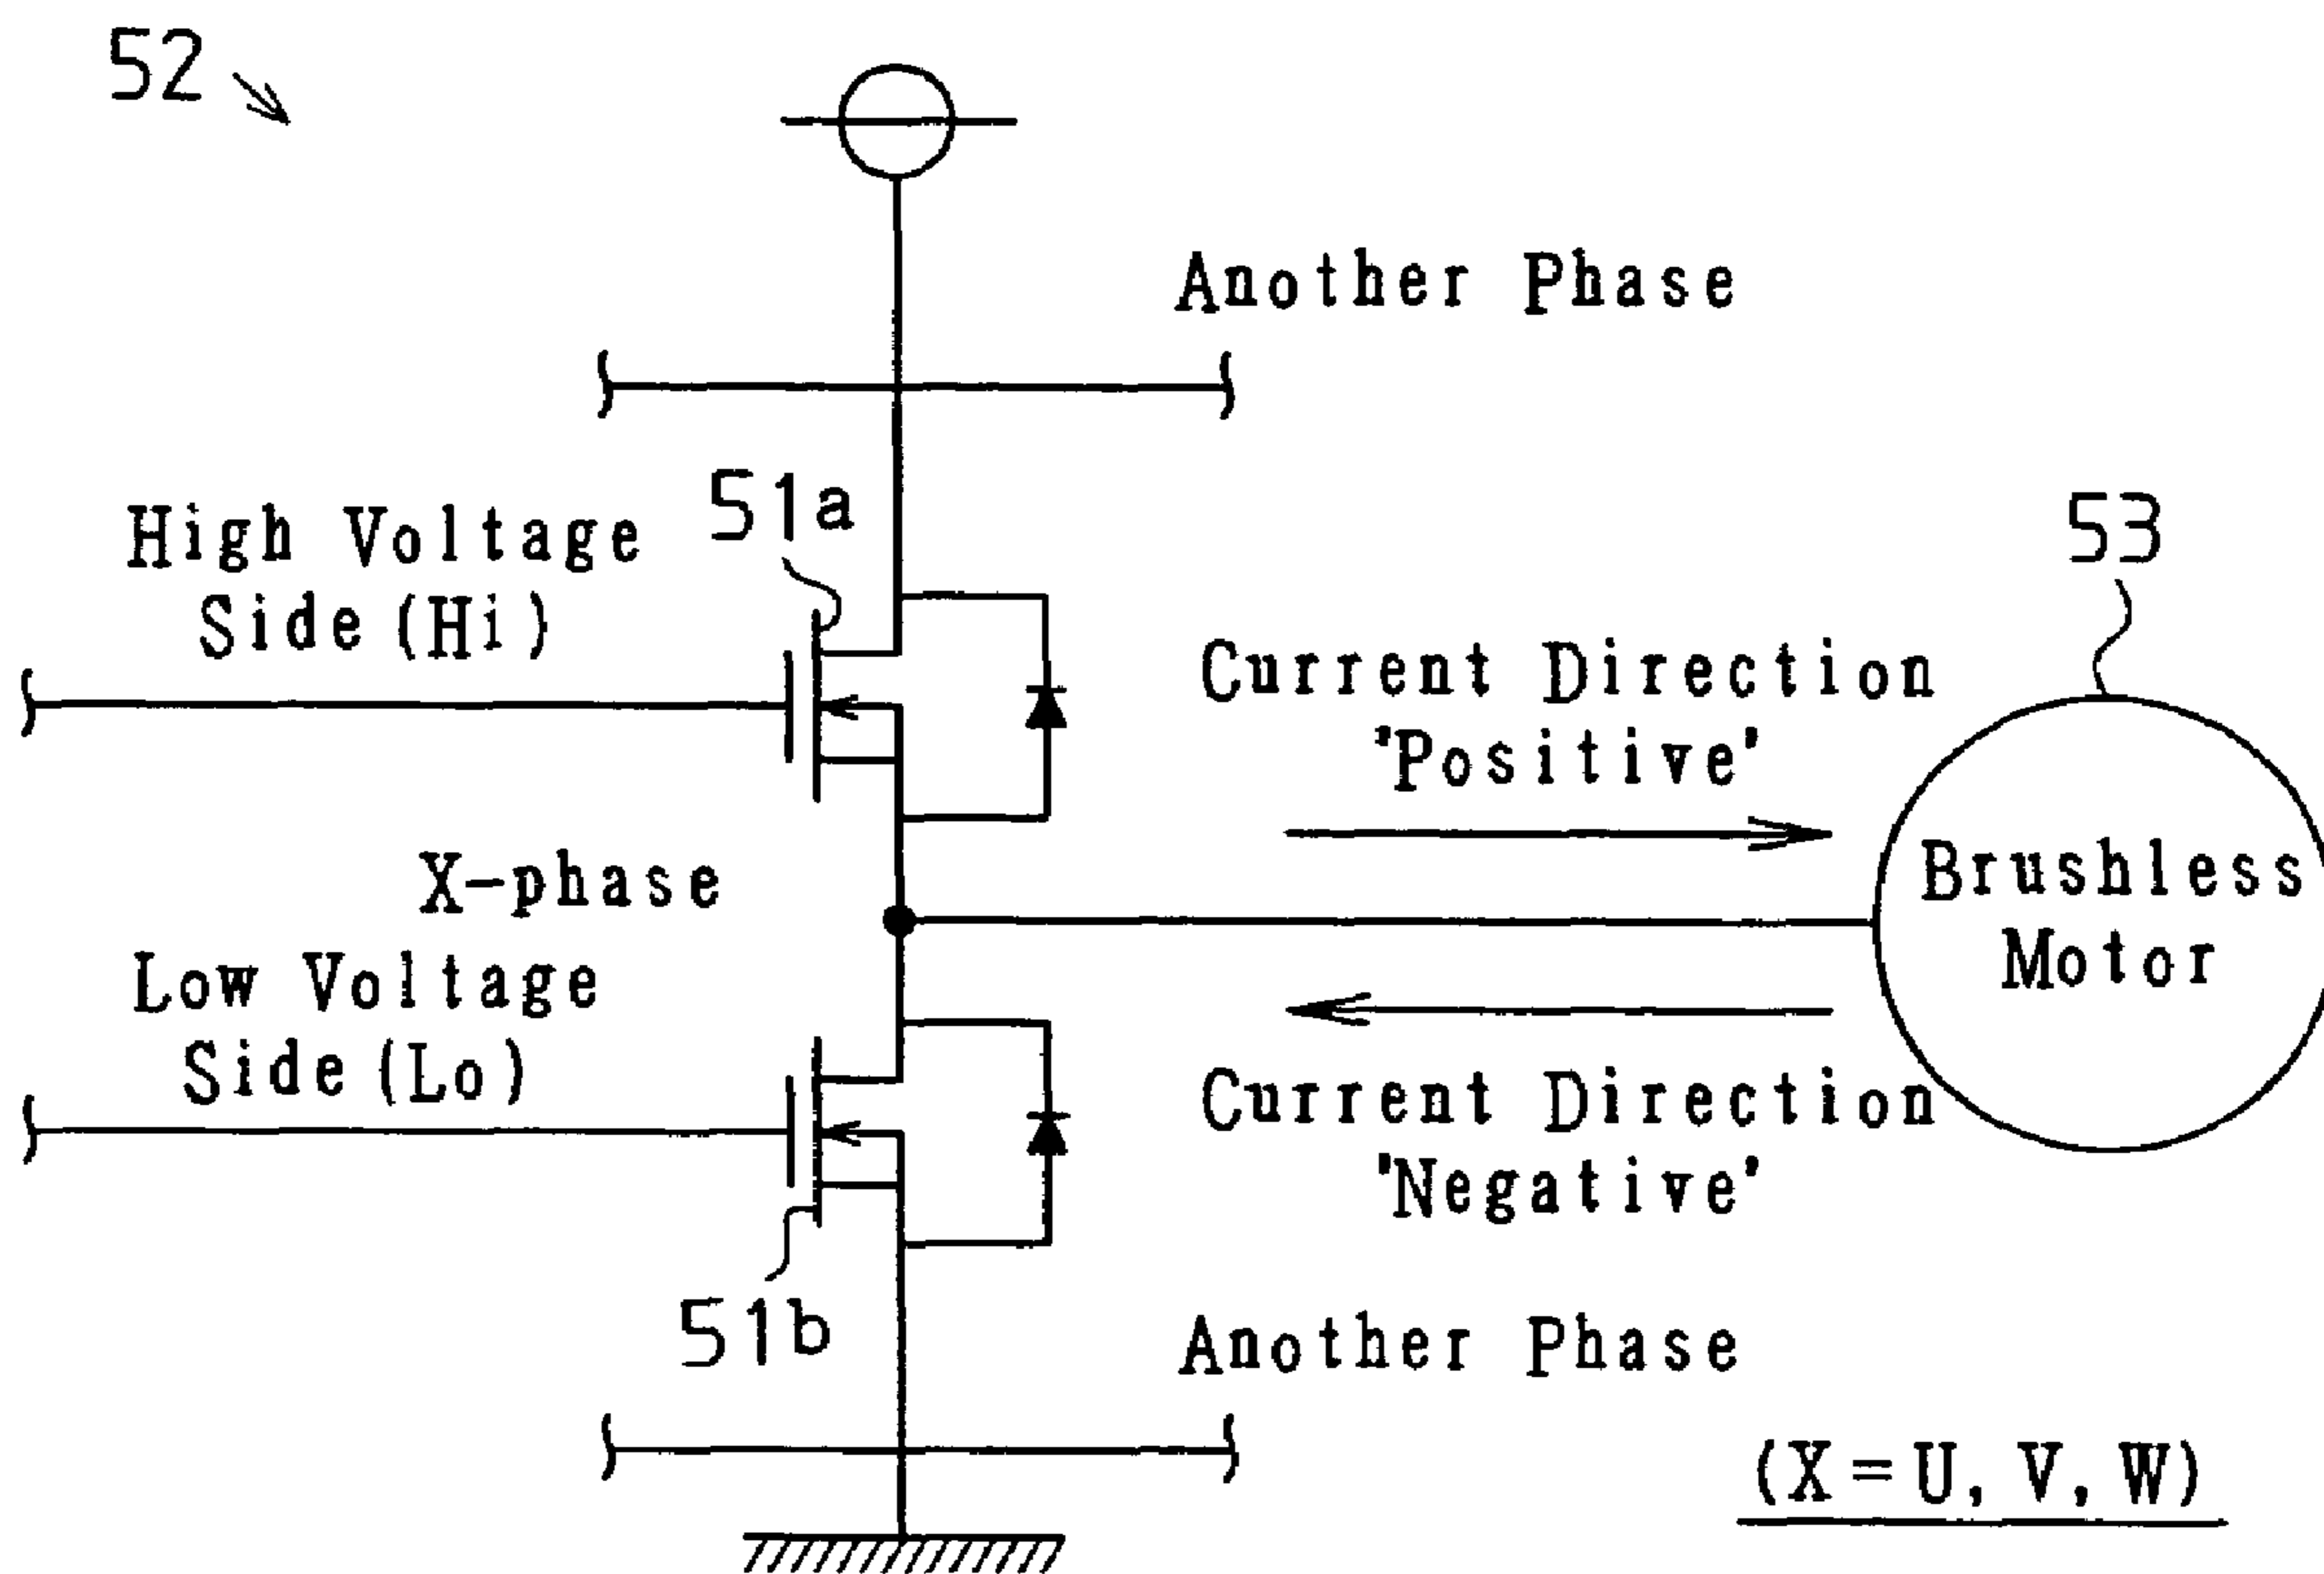 52
Another Phase
51a
High Voltage
Side (Hi)
53
Current Direction
'Positive'
X-phase
Brushless
Motor
Low Voltage
Side (Lo)
Current Direction
'Negative'
51b
Another Phase
(X=U, V, W)